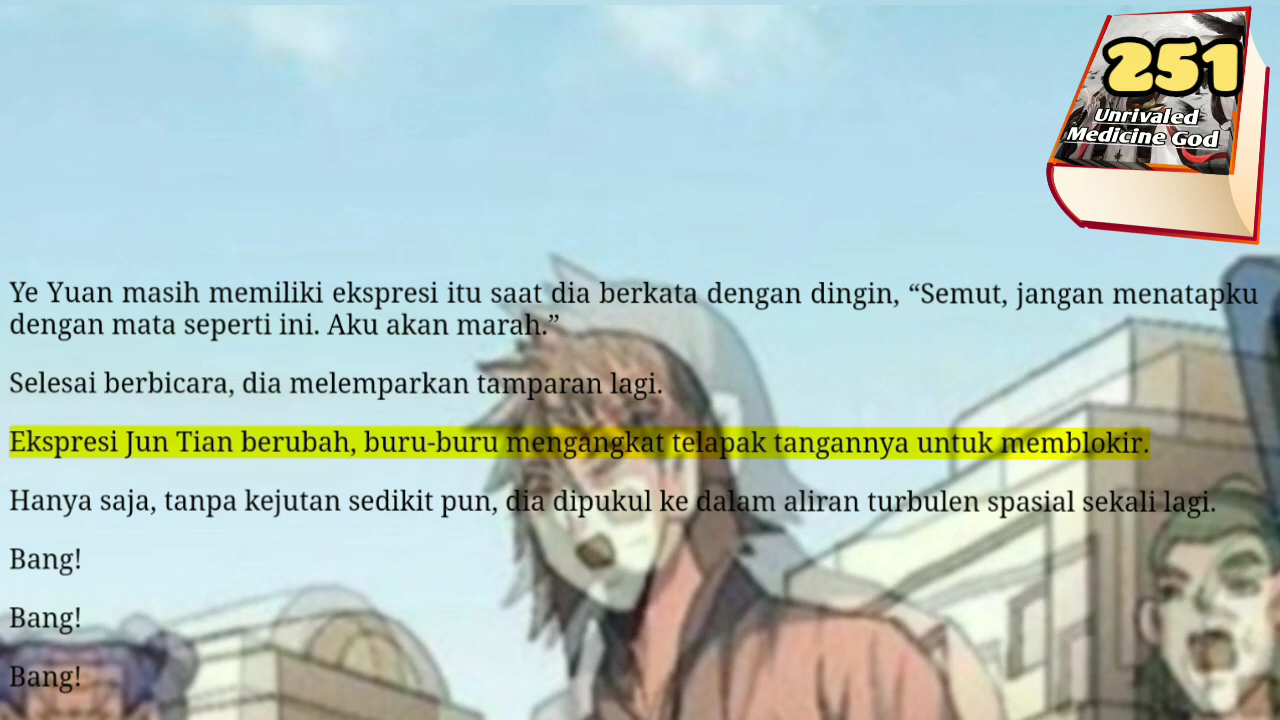 251
Unrivaled
Medicine God
Ye Yuan masih memiliki ekspresi itu saat dia berkata dengan dingin, “Semut, jangan menatapku
dengan mata seperti ini. Aku akan marah.”
Selesai berbicara, dia melemparkan tamparan lagi.
Ekspresi Jun Tian berubah, buru-buru mengangkat telapak tangannya untuk memblokir.
Hanya saja, tanpa kejutan sedikit pun, dia dipukul ke dalam aliran turbulen spasial sekali lagi.
Bang!
Bang!
Bang!